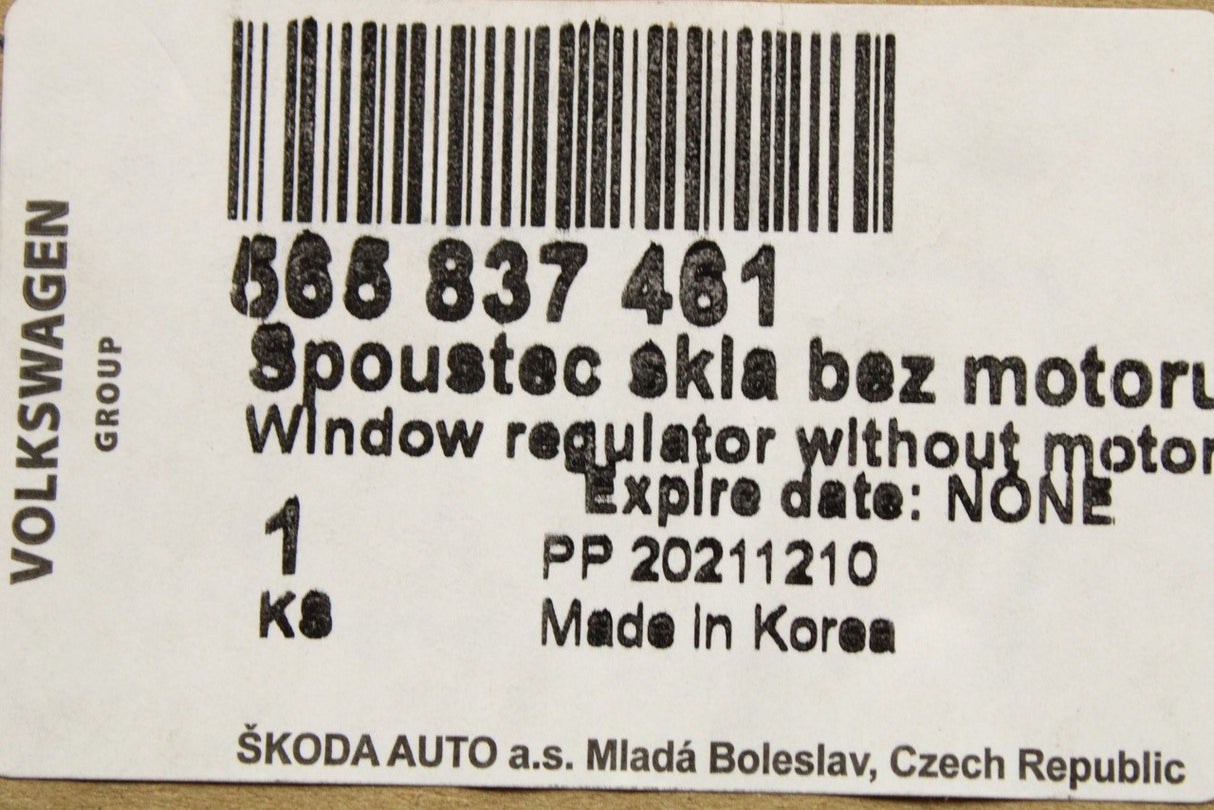 VOLKSWAGEN
GROUP
565 837 461
Spoustec skla bez motoru
Window regulator without motor
Expire date: NONE
1
PP 20211210
KS
Made in Korea
ŠKODA AUTO a.s. Mladá Boleslav, Czech Republic